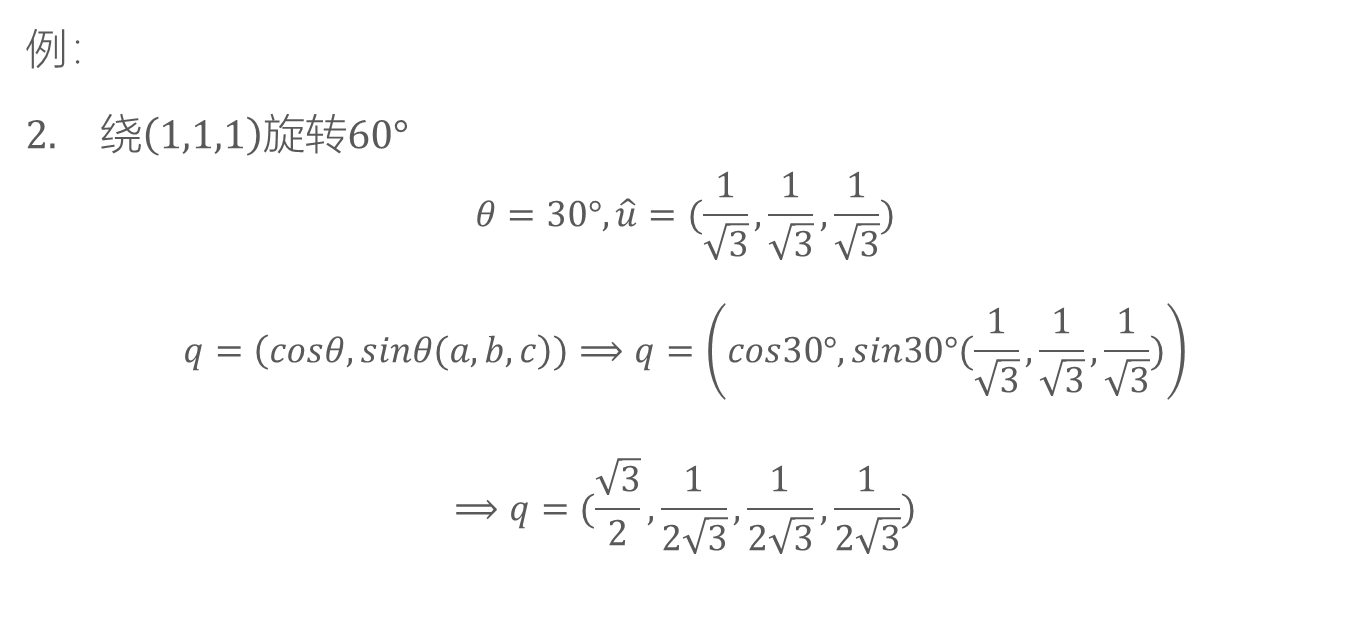 例：
2. 绕(1,1,1)旋转60°
θ = 30°, û = (1/√3, 1/√3, 1/√3)
q = (cosθ, sinθ(a, b, c)) ⟹ q = (cos30°, sin30°(1/√3, 1/√3, 1/√3))
⟹ q = (√3/2, 1/2√3, 1/2√3, 1/2√3)